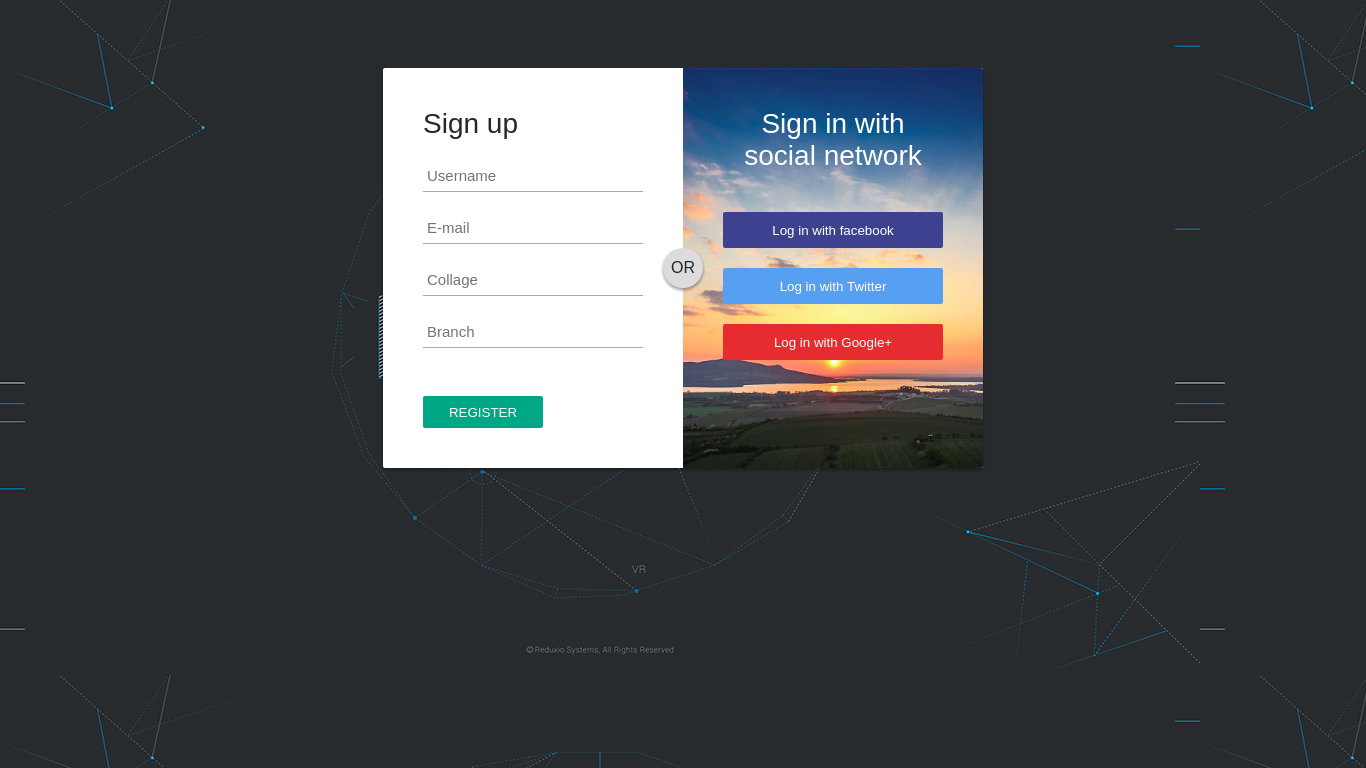 Sign up
Username
E-mail
Collage
Branch
REGISTER
OR
Sign in with
social network
Log in with facebook
Log in with Twitter
Log in with Google+
VR
© Reduxio Systems, All Rights Reserved